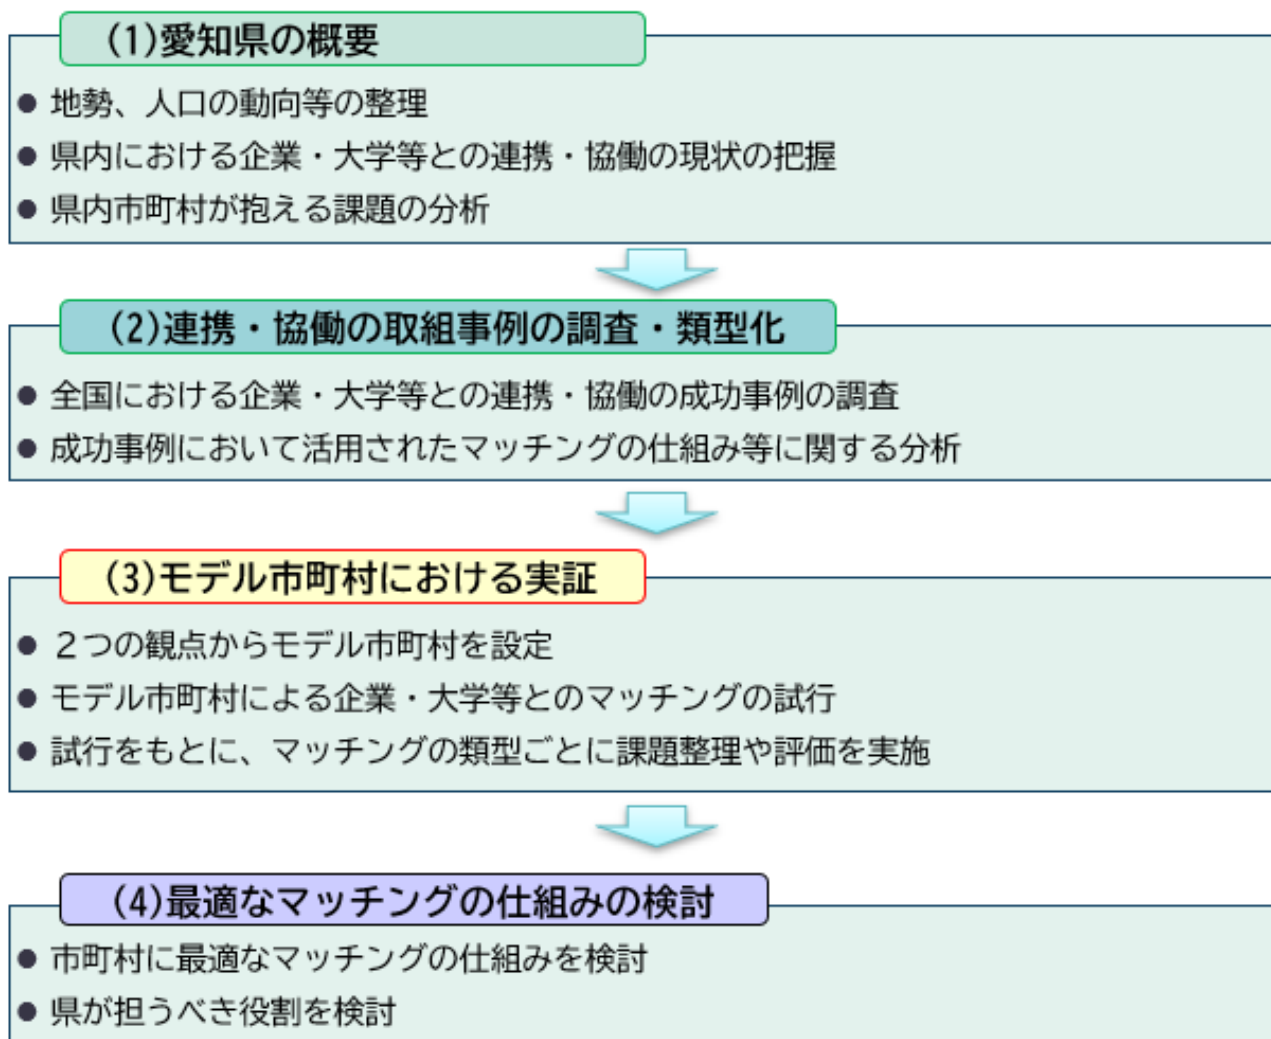 (1)愛知県の概要
● 地勢、人口の動向等の整理
● 県内における企業・大学等との連携・協働の現状の把握
● 県内市町村が抱える課題の分析
(2)連携・協働の取組事例の調査・類型化
● 全国における企業・大学等との連携・協働の成功事例の調査
● 成功事例において活用されたマッチングの仕組み等に関する分析
(3)モデル市町村における実証
● ２つの観点からモデル市町村を設定
● モデル市町村による企業・大学等とのマッチングの試行
● 試行をもとに、マッチングの類型ごとに課題整理や評価を実施
(4)最適なマッチングの仕組みの検討
● 市町村に最適なマッチングの仕組みを検討
● 県が担うべき役割を検討